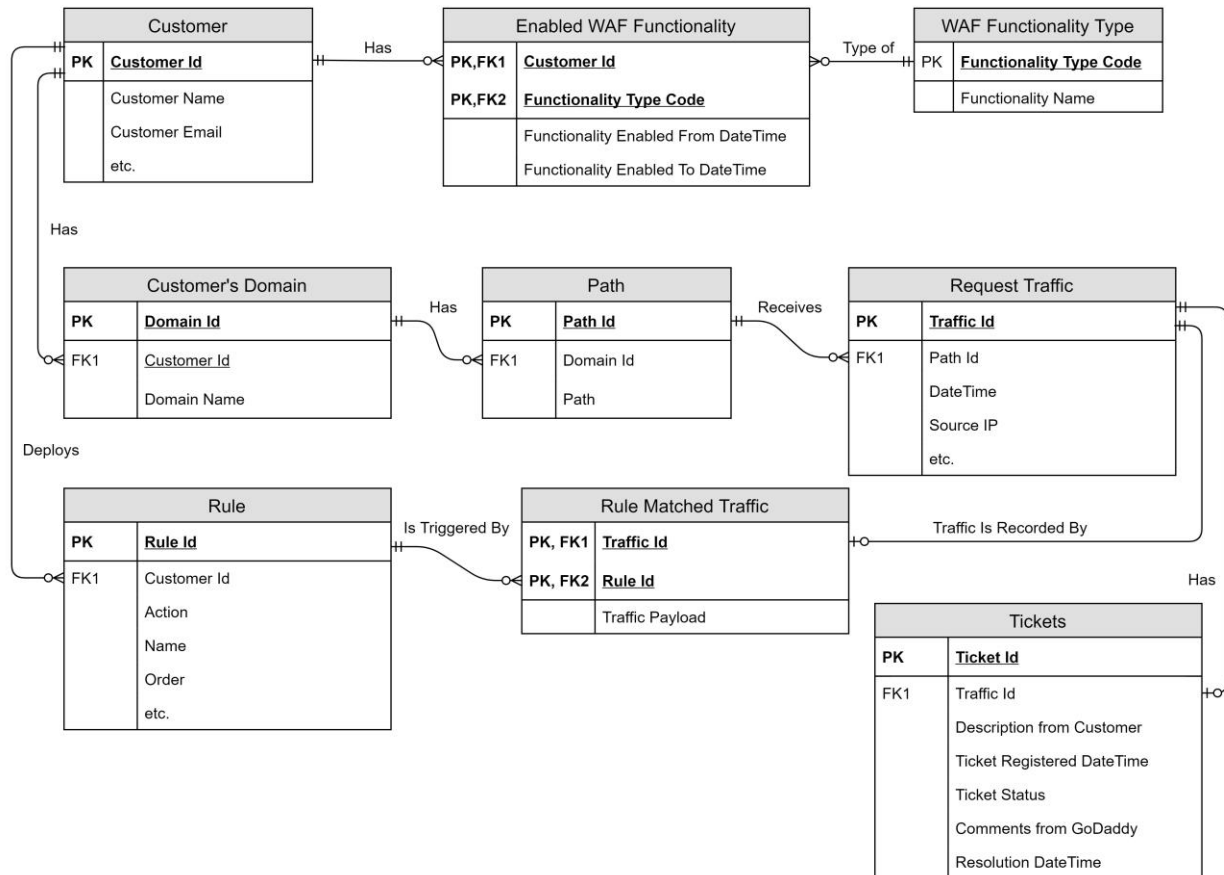 Customer
PK Customer Id
Customer Name
Customer Email
etc.
Has
Enabled WAF Functionality
PK,FK1 Customer Id
PK,FK2 Functionality Type Code
Functionality Enabled From DateTime
Functionality Enabled To DateTime
Type of
WAF Functionality Type
PK Functionality Type Code
Functionality Name
Has
Customer's Domain
PK Domain Id
FK1 Customer Id
Domain Name
Has
Path
PK Path Id
FK1 Domain Id
Path
Receives
Request Traffic
PK Traffic Id
FK1 Path Id
DateTime
Source IP
etc.
Deploys
Rule
PK Rule Id
FK1 Customer Id
Action
Name
Order
etc.
Is Triggered By
Rule Matched Traffic
PK, FK1 Traffic Id
PK, FK2 Rule Id
Traffic Payload
Traffic Is Recorded By
Has
Tickets
PK Ticket Id
FK1 Traffic Id
Description from Customer
Ticket Registered DateTime
Ticket Status
Comments from GoDaddy
Resolution DateTime